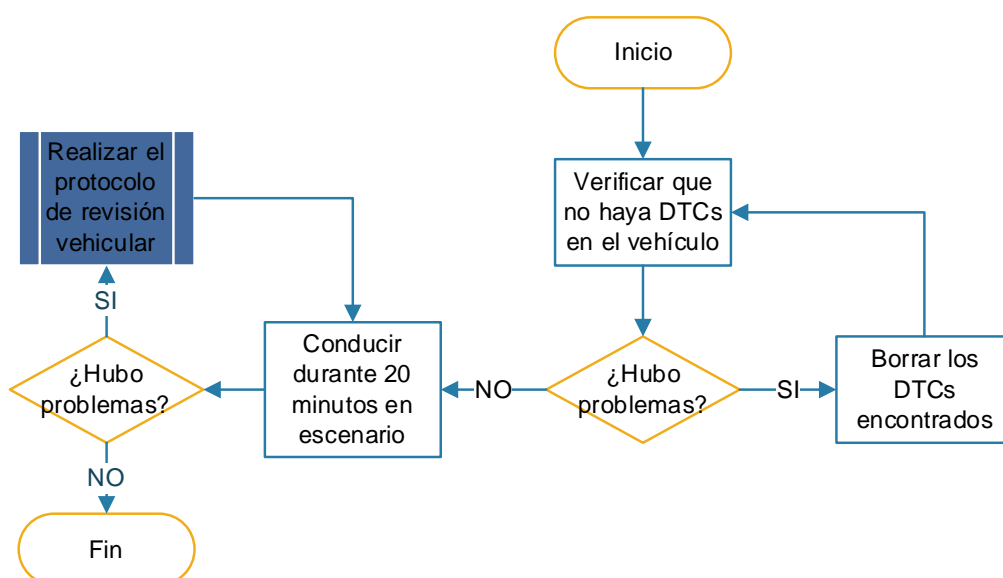 Inicio
Verificar que
no haya DTCs
en el vehículo
¿Hubo
problemas?
SI
Borrar los
DTCs
encontrados
NO
Conducir
durante 20
minutos en
escenario
¿Hubo
problemas?
SI
Realizar el
protocolo
de revisión
vehicular
NO
Fin